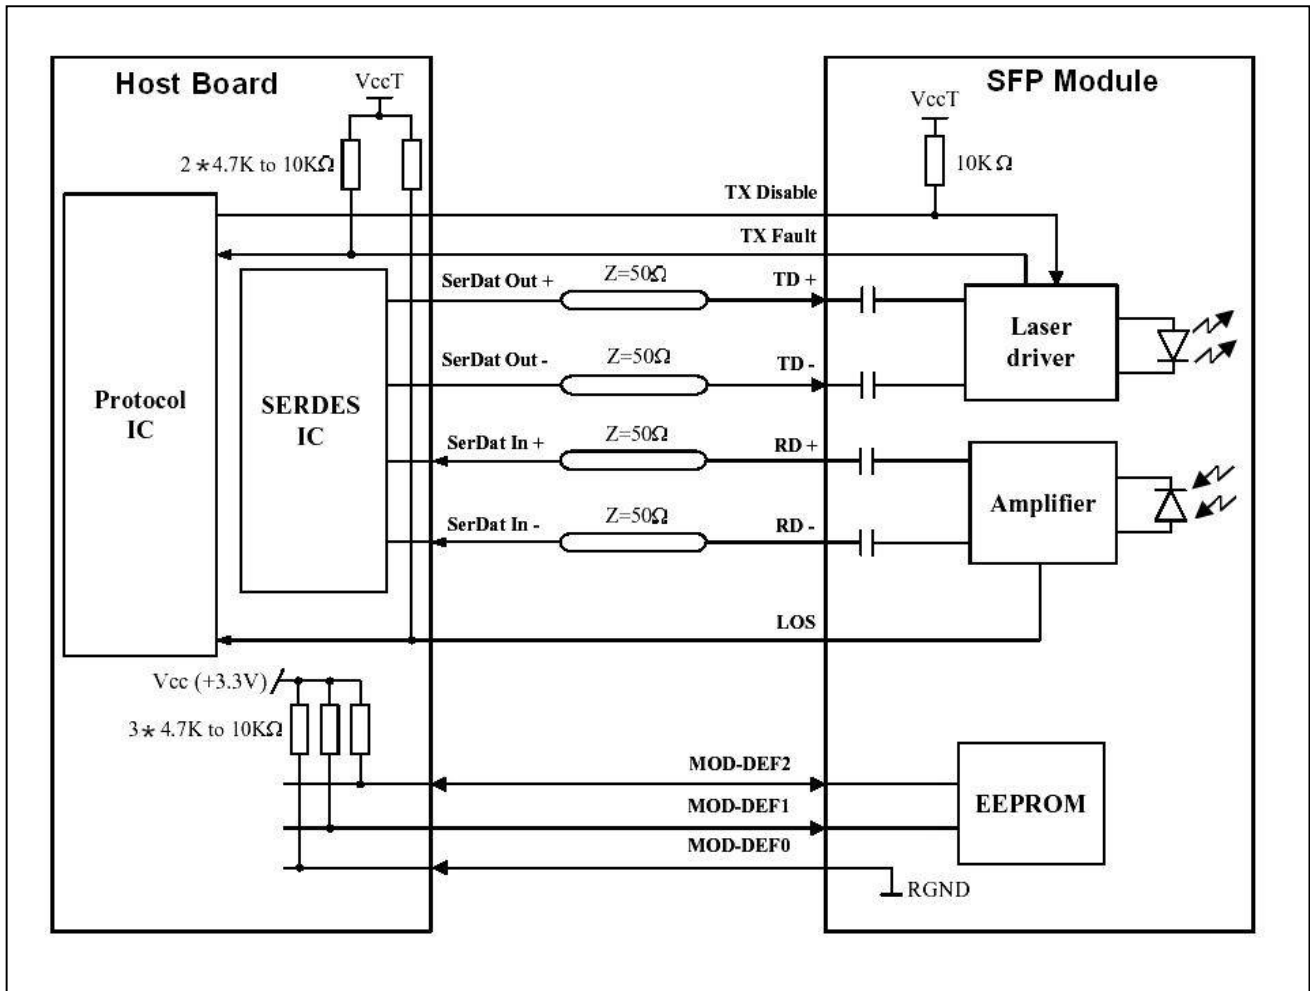 Host Board
SFP Module
VccT
VccT
2*4.7K to 10KΩ
10KΩ
TX Disable
TX Fault
SerDat Out +
Z=50Ω
TD +
Laser
driver
SerDat Out -
Z=50Ω
TD -
Protocol
IC
SERDES
IC
SerDat In +
Z=50Ω
RD +
Amplifier
SerDat In -
Z=50Ω
RD -
LOS
Vcc (+3.3V)
3*4.7K to 10KΩ
MOD-DEF2
EEPROM
MOD-DEF1
MOD-DEF0
RGND